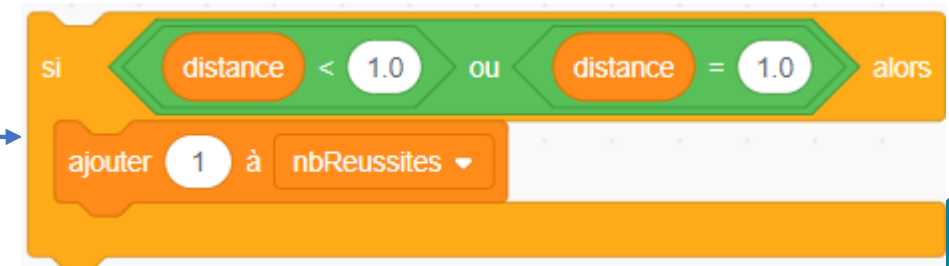 si distance < 1.0 ou distance = 1.0 alors
ajouter 1 à nbReussites